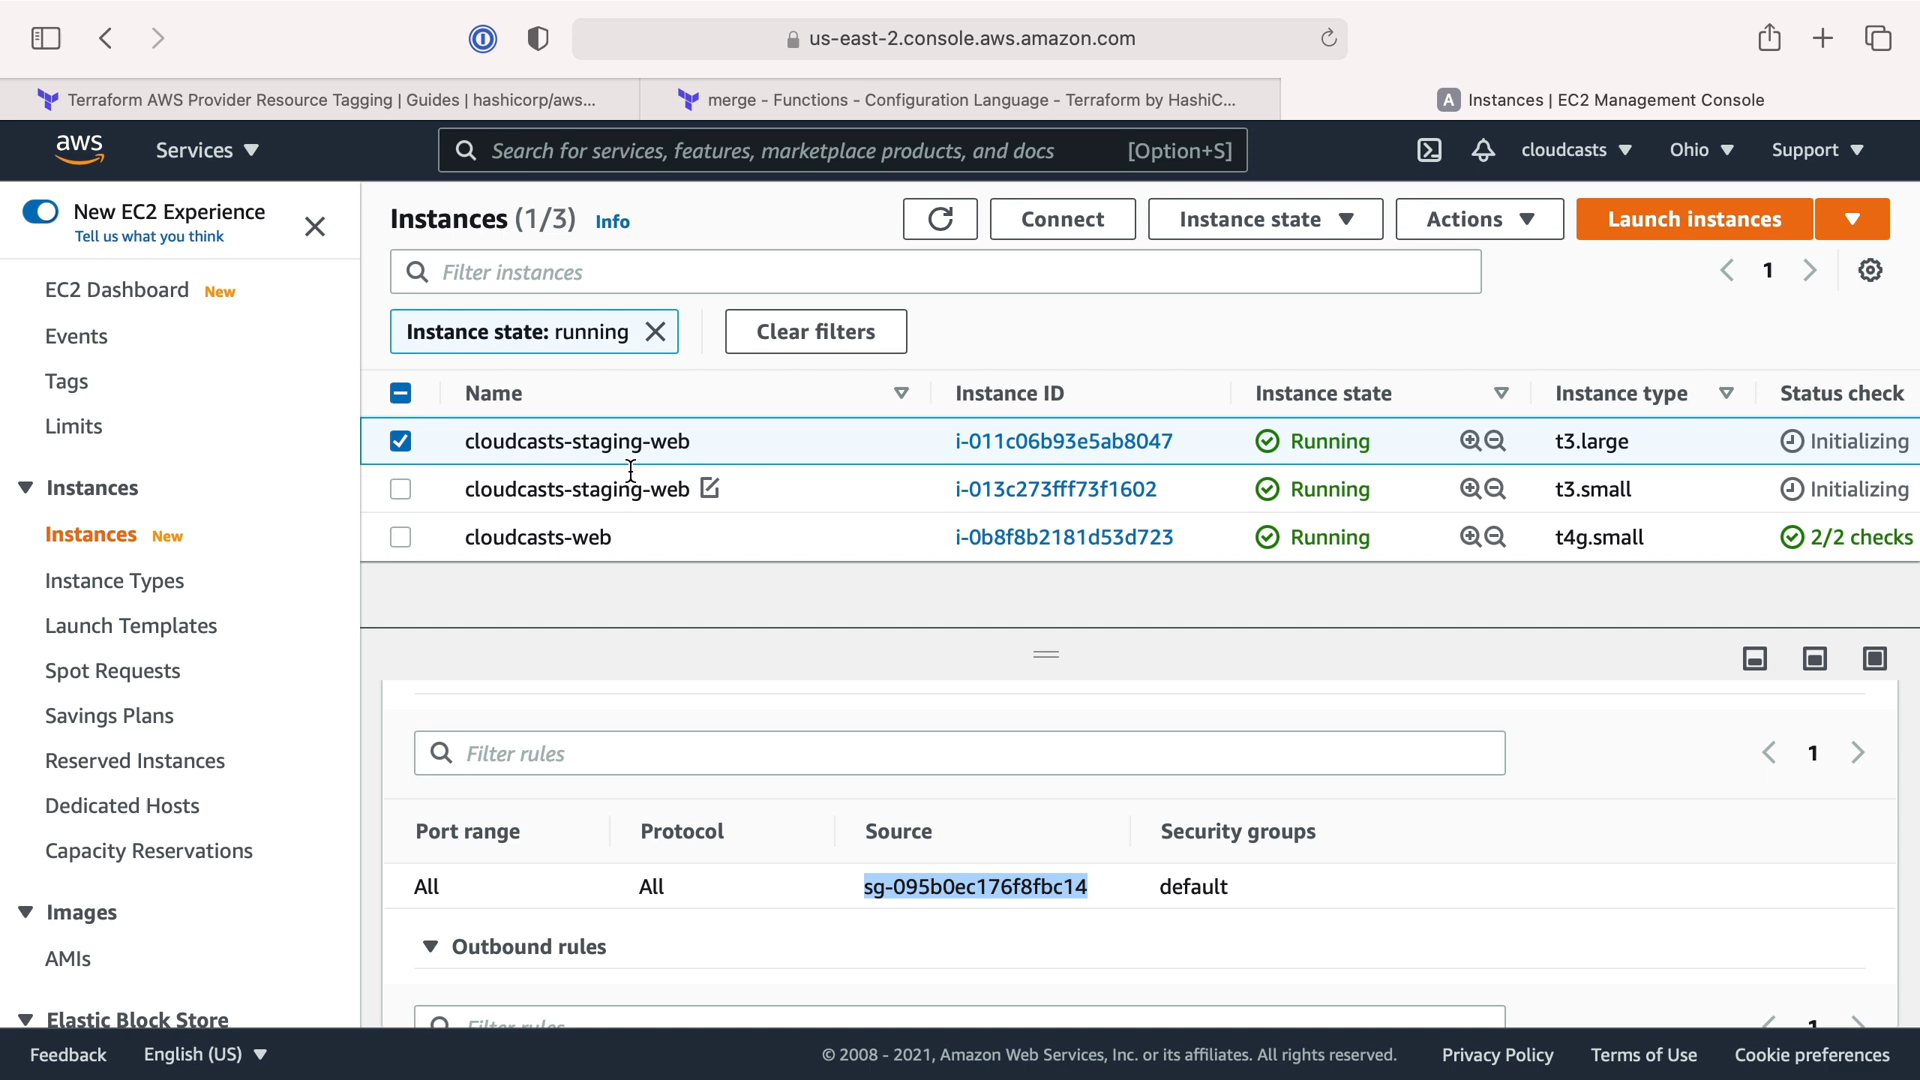 us-east-2.console.aws.amazon.com
Terraform AWS Provider Resource Tagging | Guides | hashicorp/aws...
merge - Functions - Configuration Language - Terraform by HashiC...
A Instances | EC2 Management Console
aws Services Search for services, features, marketplace products, and docs [Option+S] cloudcasts Ohio Support
New EC2 Experience
Tell us what you think
EC2 Dashboard New
Events
Tags
Limits
Instances
Instances New
Instance Types
Launch Templates
Spot Requests
Savings Plans
Reserved Instances
Dedicated Hosts
Capacity Reservations
Images
AMIs
Elastic Block Store
Instances (1/3) Info Connect Instance state Actions Launch instances
Filter instances 1
Instance state: running Clear filters
Name Instance ID Instance state Instance type Status check
cloudcasts-staging-web i-011c06b93e5ab8047 Running t3.large Initializing
cloudcasts-staging-web i-013c273fff73f1602 Running t3.small Initializing
cloudcasts-web i-0b8f8b2181d53d723 Running t4g.small 2/2 checks
Filter rules 1
Port range Protocol Source Security groups
All All sg-095b0ec176f8fbc14 default
Outbound rules
Filter rules 1
Feedback English (US) © 2008 - 2021, Amazon Web Services, Inc. or its affiliates. All rights reserved. Privacy Policy Terms of Use Cookie preferences